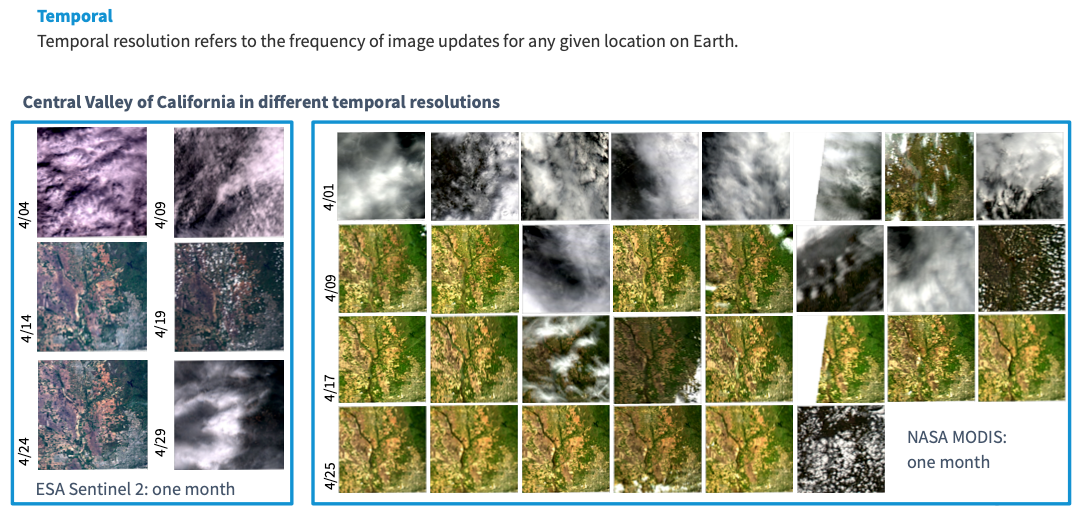 Temporal
Temporal resolution refers to the frequency of image updates for any given location on Earth.
Central Valley of California in different temporal resolutions
4/04
4/09
4/14
4/19
4/24
4/29
ESA Sentinel 2: one month
4/01
4/09
4/17
4/25
NASA MODIS:
one month